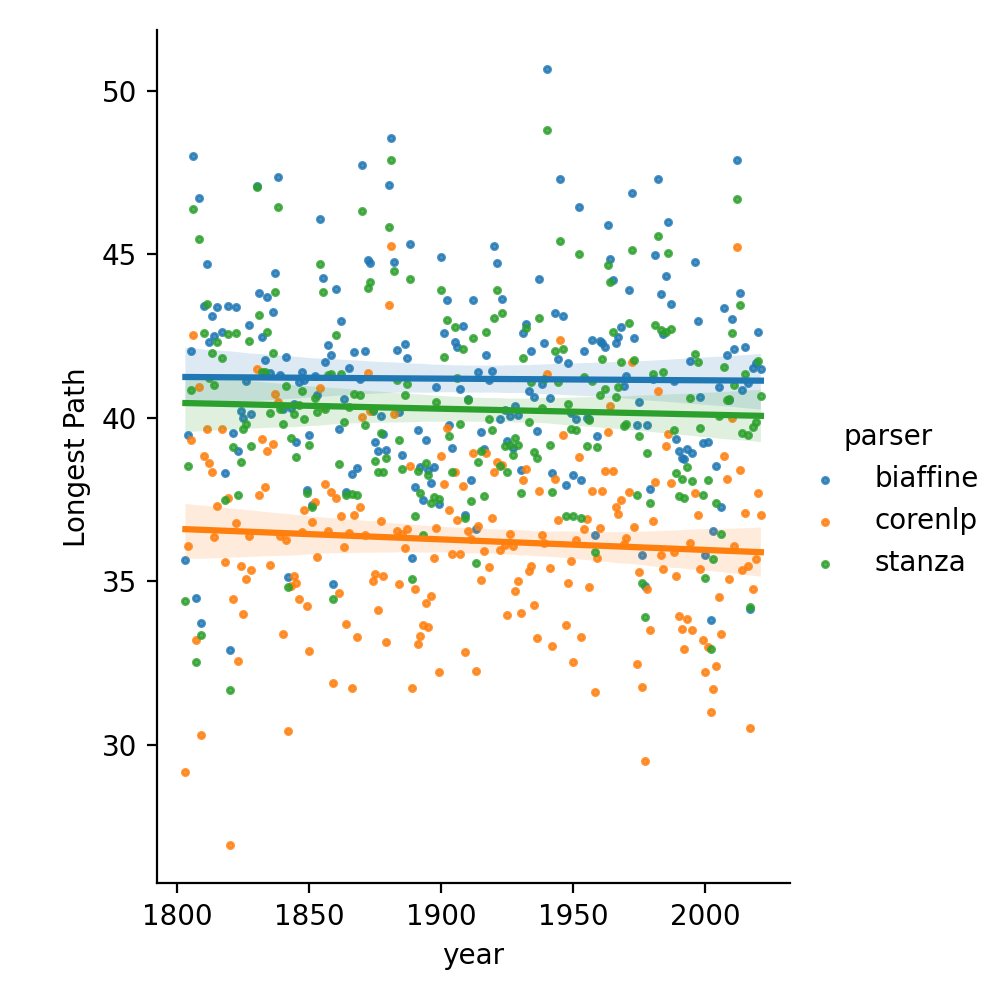 50
45
40
35
30
Longest Path
1800 1850 1900 1950 2000
year
parser
biaffine
corenlp
stanza